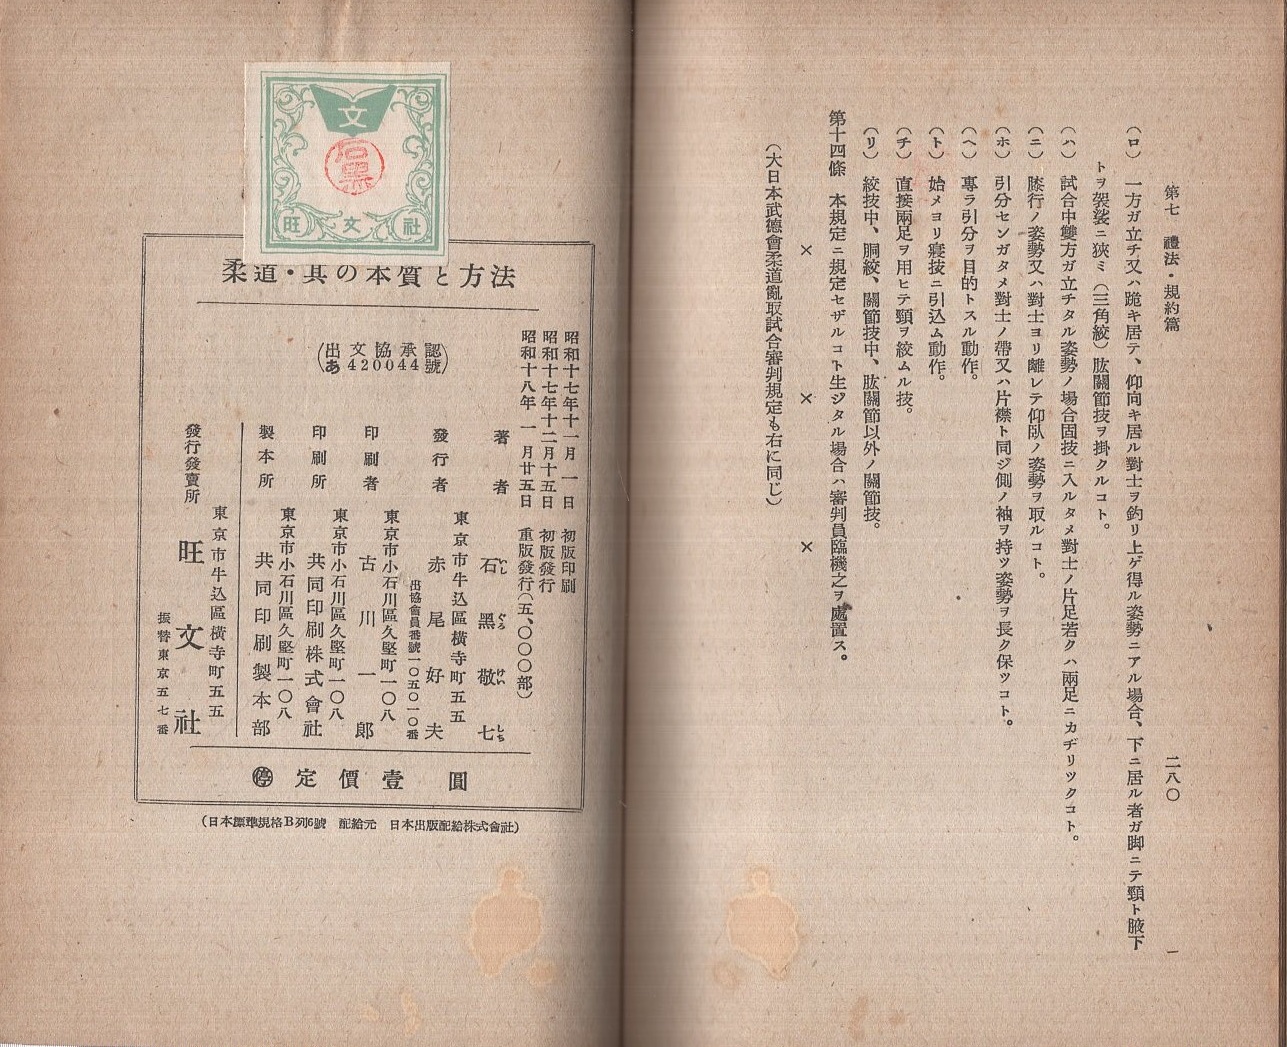 第七　禮法・規約篇
二八〇
(ロ)　一方ガ立チ又ハ跪キ居テ、仰向キ居ル對士ヲ釣リ上ゲ得ル姿勢ニアル場合、下ニ居ル者ガ脚ニテ頸ト腋下
トヲ袈裟ニ狹ミ(三角絞)肱關節技ヲ掛クルコト。
(ハ)　試合中雙方ガ立チタル姿勢ノ場合固技ニ入ルタメ對士ノ片足若クハ兩足ニカヂリツクコト。
(ニ)　膝行ノ姿勢又ハ對士ヨリ離レテ仰臥ノ姿勢ヲ取ルコト。
(ホ)　引分センガタメ對士ノ帶又ハ片襟ト同ジ側ノ袖ヲ持ツ姿勢ヲ長ク保ツコト。
(ヘ)　專ラ引分ヲ目的トスル動作。
(ト)　始メヨリ寢技ニ引込ム動作。
(チ)　直接兩足ヲ用ヒテ頸ヲ絞ムル技。
(リ)　絞技中、胴絞、關節技中、肱關節以外ノ關節技。
第十四條　本規定ニ規定セザルコト生ジタル場合ハ審判員臨機之ヲ處置ス。
×　×　×
(大日本武德會柔道亂取試合審判規定も右に同じ)
文
旺文社
柔道・其の本質と方法
(出文協承認
あ420044號)
昭和十七年十一月一日　初版印刷
昭和十七年十二月十五日　初版發行
昭和十八年一月廿五日　重版發行(五、〇〇〇部)
著者　石黑敬七
いしぐろけいしち
東京市牛込區橫寺町五五
發行者　赤尾好夫
出協會員番號一〇五〇一〇番
東京市小石川區久堅町一〇八
印刷者　古川一郎
東京市小石川區久堅町一〇八
印刷所　共同印刷株式會社
東京市小石川區久堅町一〇八
製本所　共同印刷製本部
東京市牛込區橫寺町五五
發行發賣所　旺文社
振替東京五七番
停　定價壹圓
(日本標準規格B列6號　配給元　日本出版配給株式會社)